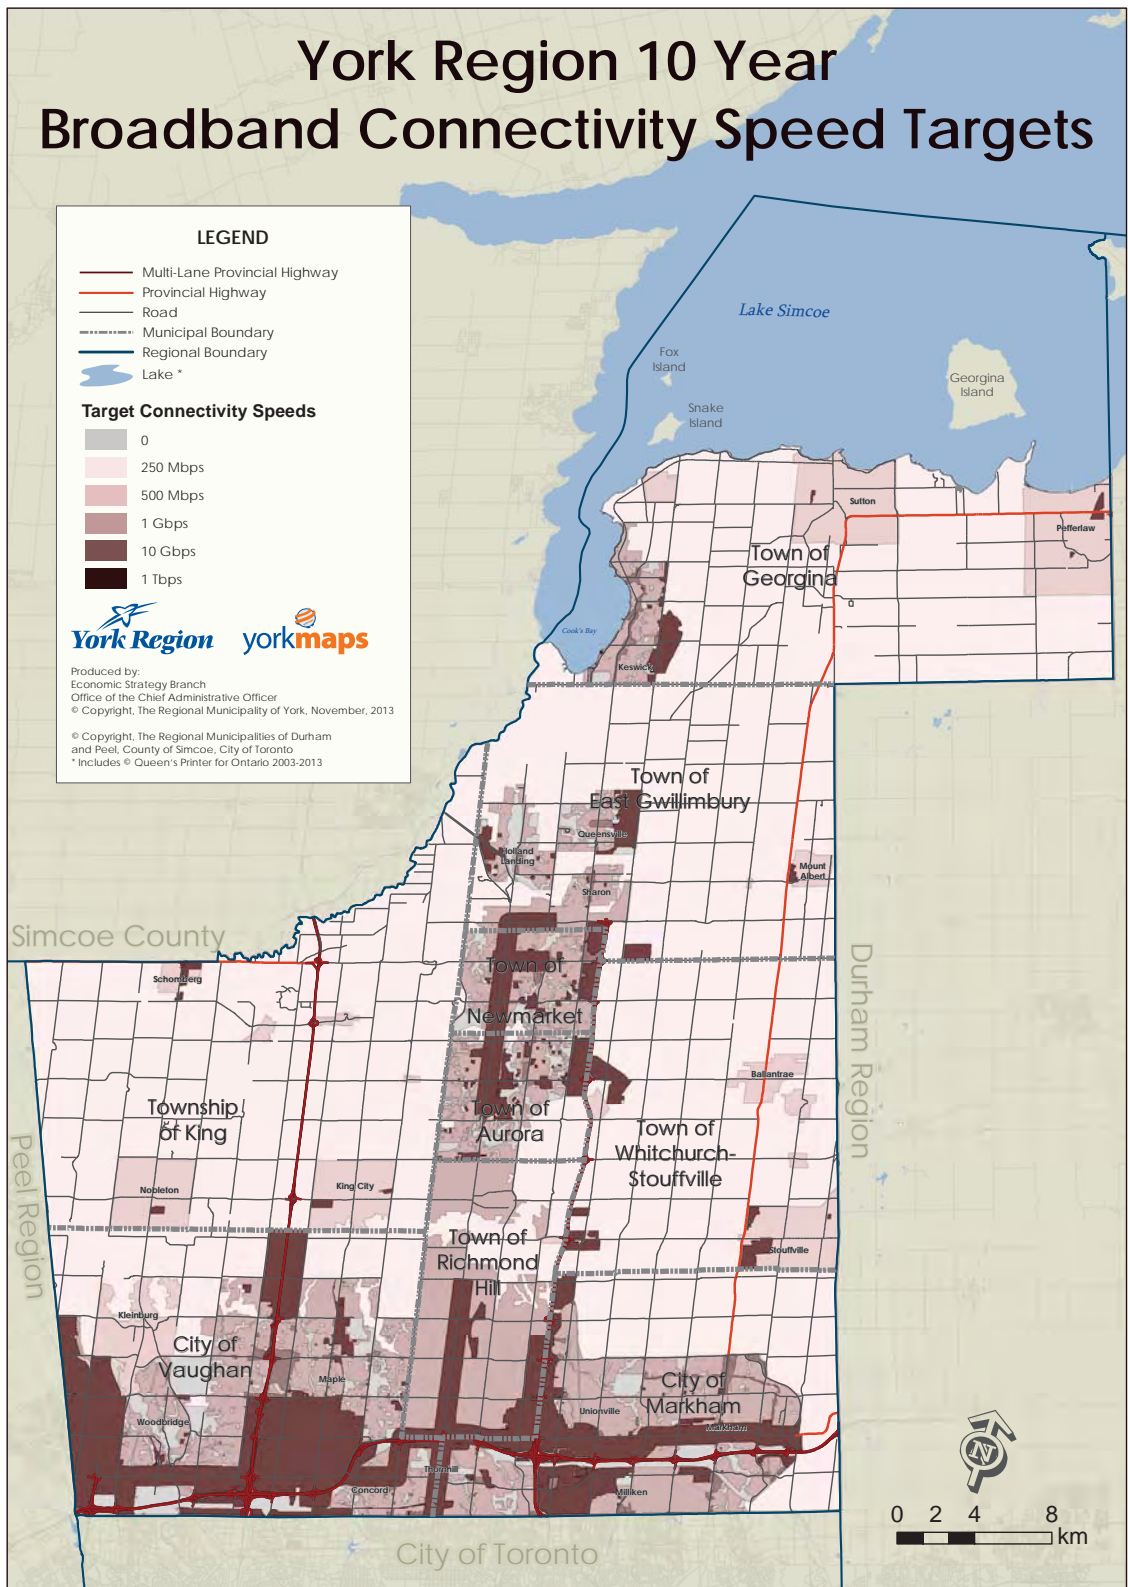 York Region 10 Year
Broadband Connectivity Speed Targets
LEGEND
Multi-Lane Provincial Highway
Provincial Highway
Road
Municipal Boundary
Regional Boundary
Lake *
Target Connectivity Speeds
0
250 Mbps
500 Mbps
1 Gbps
10 Gbps
1 Tbps
York Region
yorkmaps
Produced by:
Economic Strategy Branch
Office of the Chief Administrative Officer
© Copyright, The Regional Municipality of York, November, 2013
© Copyright, The Regional Municipalities of Durham
and Peel, County of Simcoe, City of Toronto
* Includes © Queen's Printer for Ontario 2003-2013
Lake Simcoe
Fox
Island
Georgina
Island
Snake
Island
Sutton
Pefferlaw
Town of
Georgina
Cook's Bay
Keswick
Town of
East Gwillimbury
Queensville
Holland
Landing
Mount
Albert
Sharon
Simcoe County
Durham Region
Schomberg
Town of
Newmarket
Ballantrae
Township
of King
Town of
Aurora
Town of
Whitchurch-
Stouffville
Peel Region
Nobleton
King City
Town of
Richmond
Hill
Stouffville
Kleinburg
City of
Vaughan
Maple
City of
Markham
Unionville
Woodbridge
Markham
Thornhill
Concord
Milliken
N
0 2 4 8
km
City of Toronto